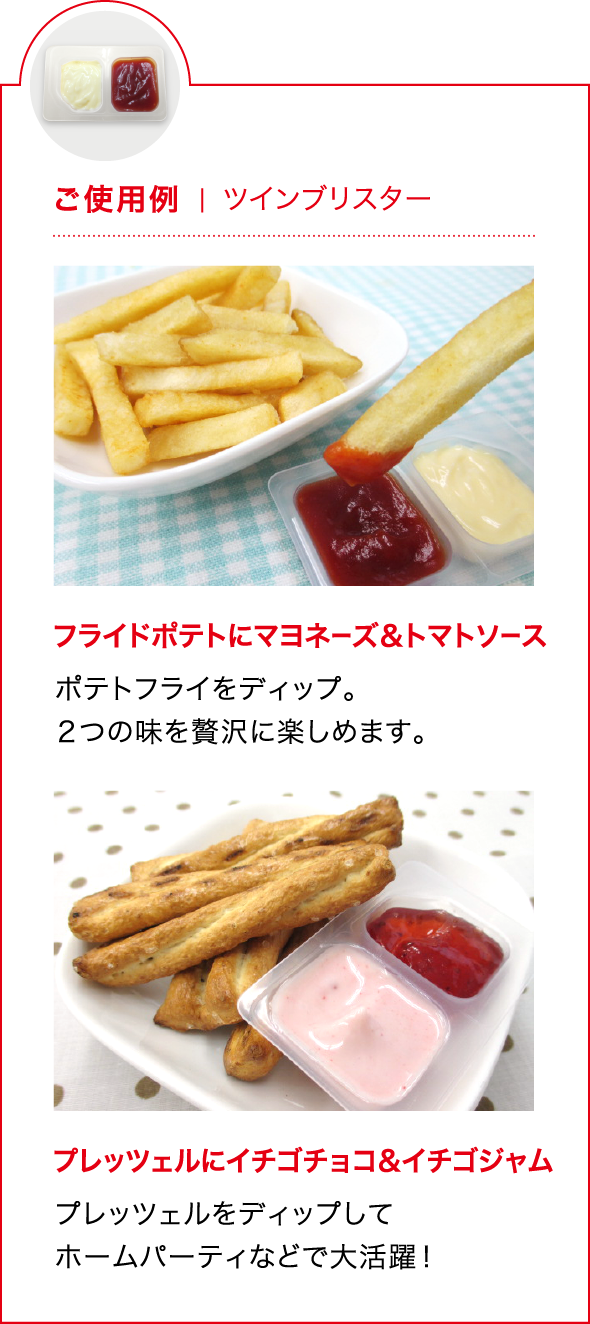 ご使用例 | ツインブリスター
フライドポテトにマヨネーズ&トマトソース
ポテトフライをディップ。
２つの味を贅沢に楽しめます。
プレッツェルにイチゴチョコ&イチゴジャム
プレッツェルをディップして
ホームパーティなどで大活躍！